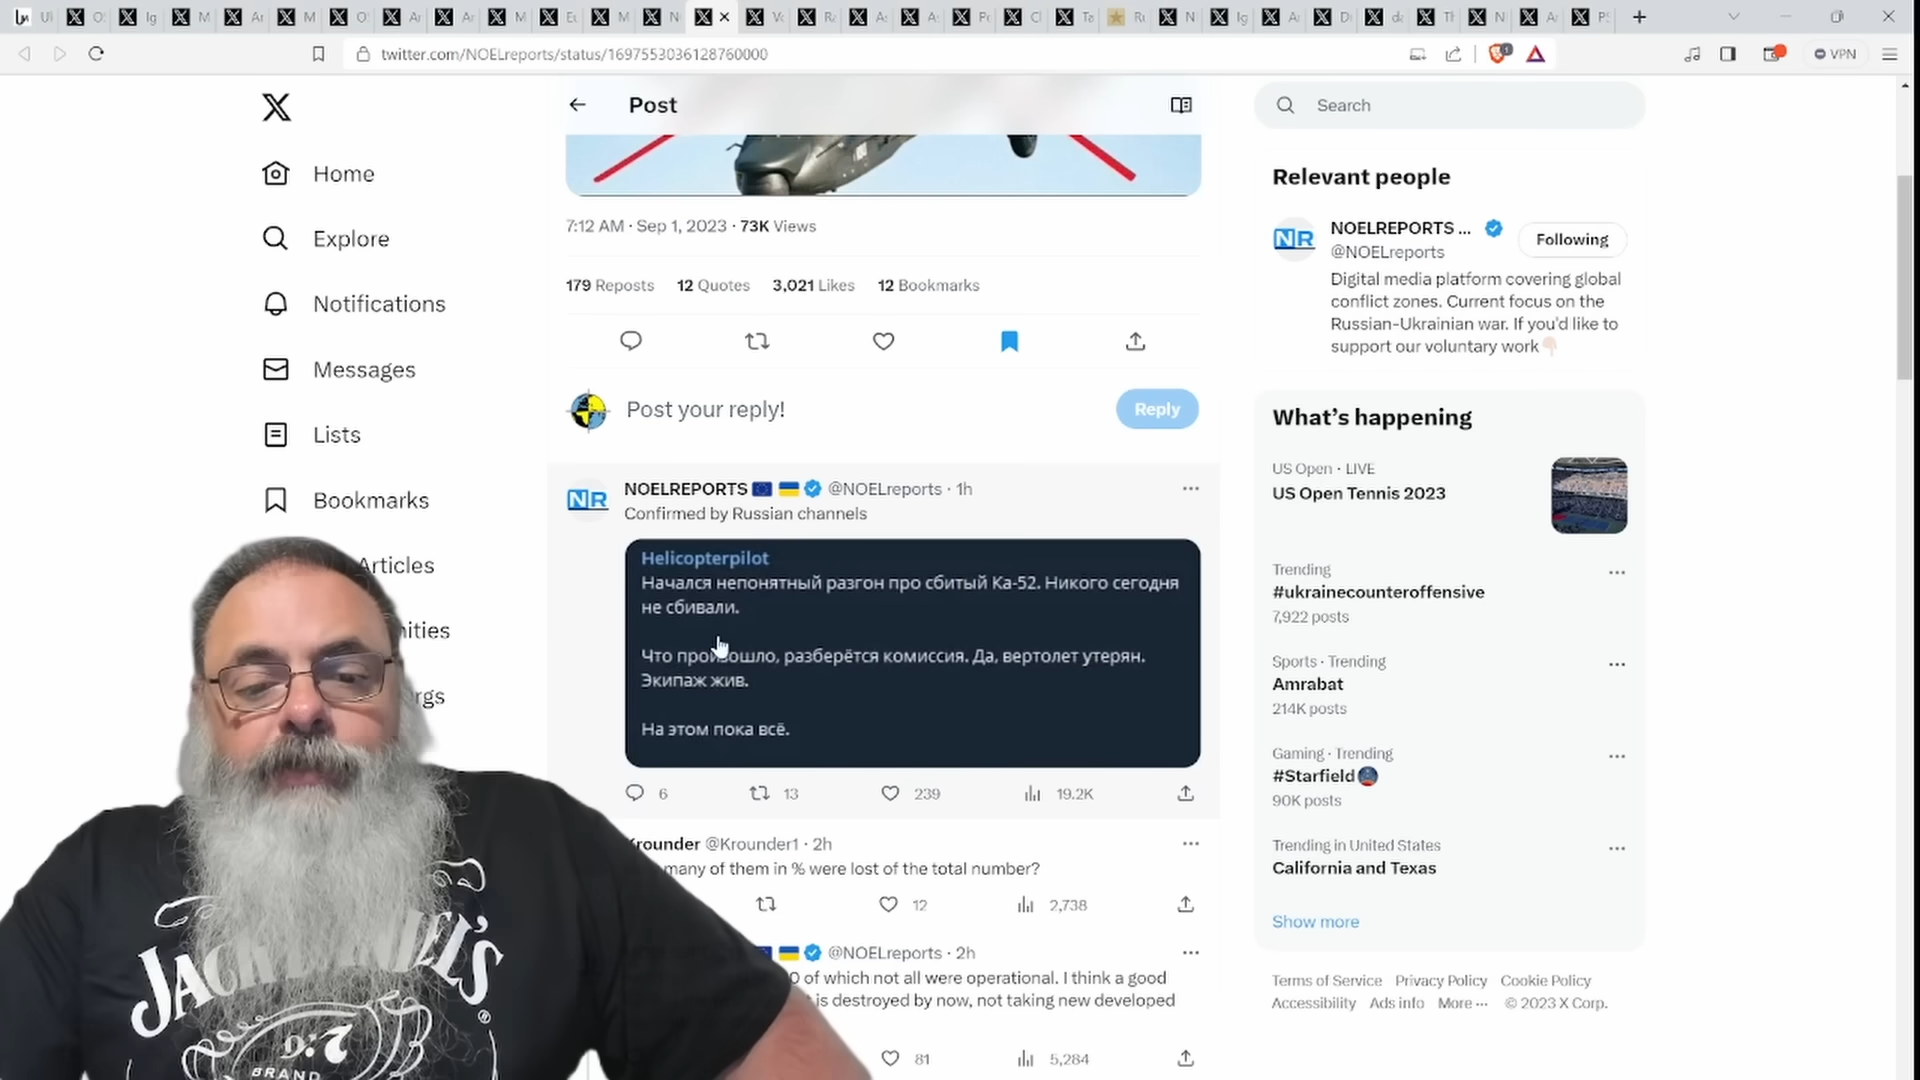 twitter.com/NOELreports/status/1697553036128760000
VPN
Post
Search
Home
Explore
Notifications
Messages
Lists
Bookmarks
Articles
7:12 AM · Sep 1, 2023 · 73K Views
179 Reposts 12 Quotes 3,021 Likes 12 Bookmarks
Post your reply!
Reply
NOELREPORTS @NOELreports · 1h
Confirmed by Russian channels
Helicopterpilot
Начался непонятный разгон про сбитый Ка-52. Никого сегодня
не сбивали.
Что произошло, разберётся комиссия. Да, вертолет утерян.
Экипаж жив.
На этом пока всё.
6 13 239 19.2K
Krounder @Krounder1 · 2h
many of them in % were lost of the total number?
12 2,738
@NOELreports · 2h
0 of which not all were operational. I think a good
is destroyed by now, not taking new developed
81 5,284
Relevant people
NOELREPORTS ...
@NOELreports
Following
Digital media platform covering global
conflict zones. Current focus on the
Russian-Ukrainian war. If you'd like to
support our voluntary work
What's happening
US Open · LIVE
US Open Tennis 2023
Trending
#ukrainecounteroffensive
7,922 posts
Sports · Trending
Amrabat
214K posts
Gaming · Trending
#Starfield
90K posts
Trending in United States
California and Texas
Show more
Terms of Service Privacy Policy Cookie Policy
Accessibility Ads info More ··· © 2023 X Corp.
JACK DANIEL'S
BRAND